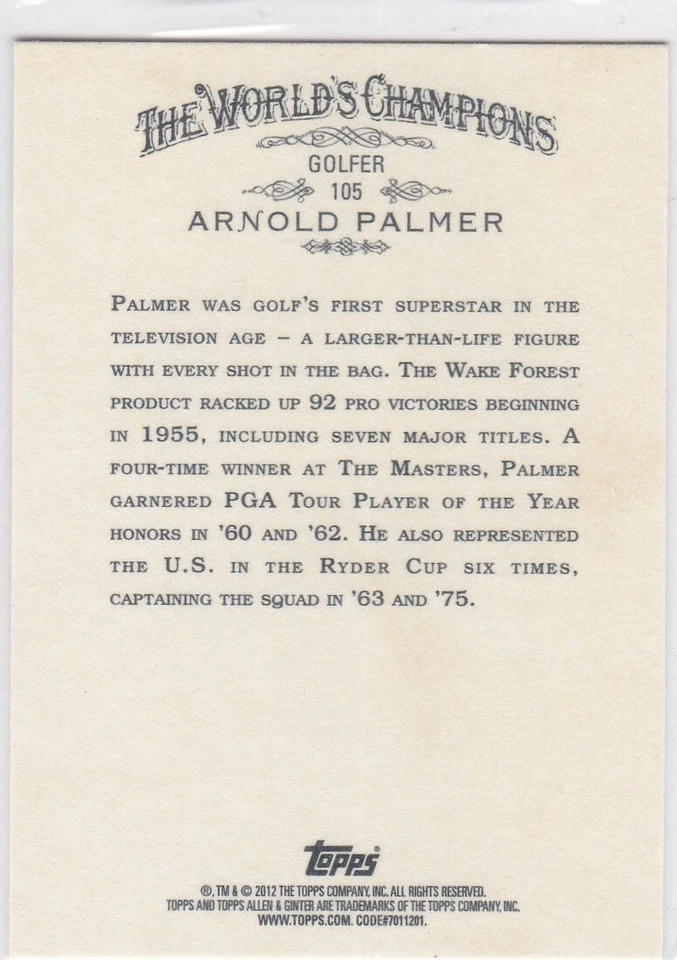 The World's Champions
GOLFER
105
ARNOLD PALMER
Palmer was golf's first superstar in the
television age – a larger-than-life figure
with every shot in the bag. The Wake Forest
product racked up 92 pro victories beginning
in 1955, including seven major titles. A
four-time winner at The Masters, Palmer
garnered PGA Tour Player of the Year
honors in '60 and '62. He also represented
the U.S. in the Ryder Cup six times,
captaining the squad in '63 and '75.
Topps®
®, TM & © 2012 THE TOPPS COMPANY, INC. ALL RIGHTS RESERVED.
TOPPS AND TOPPS ALLEN & GINTER ARE TRADEMARKS OF THE TOPPS COMPANY, INC.
WWW.TOPPS.COM. CODE#7011201.